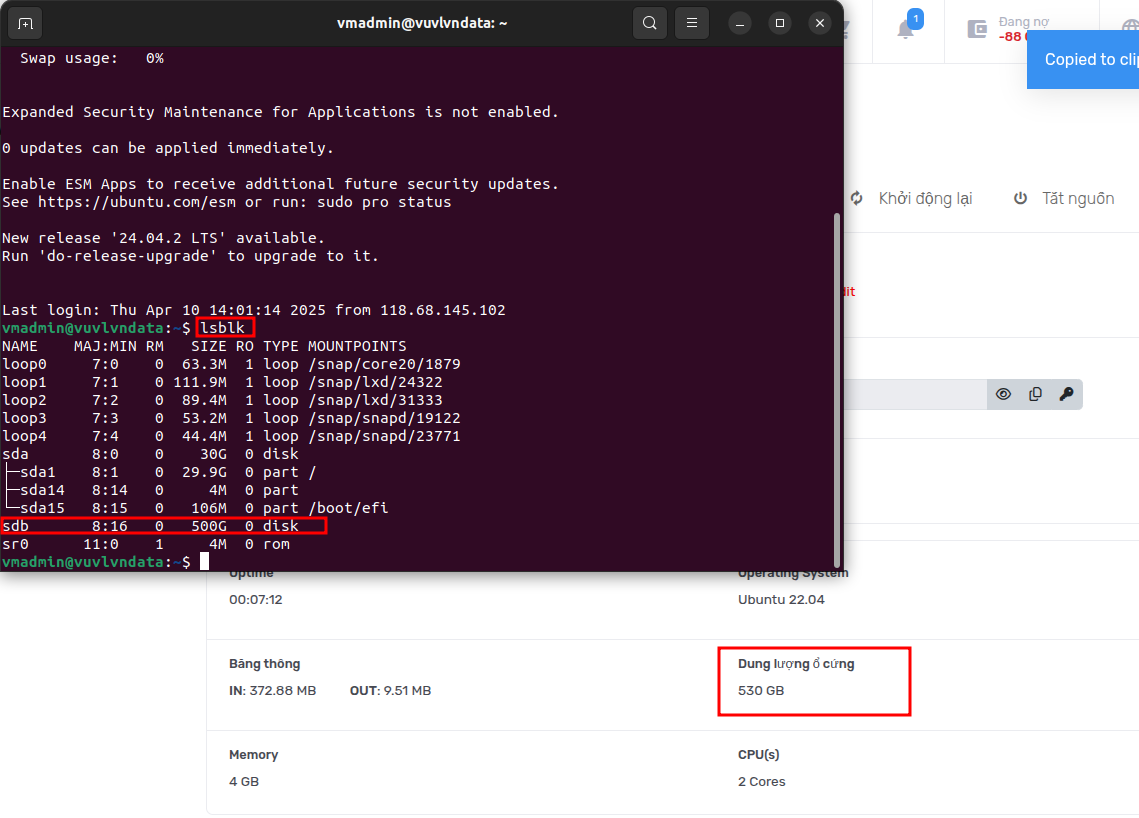 vmadmin@vuvlvndata: ~
Swap usage:   0%
Expanded Security Maintenance for Applications is not enabled.
0 updates can be applied immediately.
Enable ESM Apps to receive additional future security updates.
See https://ubuntu.com/esm or run: sudo pro status
New release '24.04.2 LTS' available.
Run 'do-release-upgrade' to upgrade to it.
Last login: Thu Apr 10 14:01:14 2025 from 118.68.145.102
vmadmin@vuvlvndata:~$ lsblk
NAME    MAJ:MIN RM   SIZE RO TYPE MOUNTPOINTS
loop0     7:0    0  63.3M  1 loop /snap/core20/1879
loop1     7:1    0 111.9M  1 loop /snap/lxd/24322
loop2     7:2    0  89.4M  1 loop /snap/lxd/31333
loop3     7:3    0  53.2M  1 loop /snap/snapd/19122
loop4     7:4    0  44.4M  1 loop /snap/snapd/23771
sda       8:0    0    30G  0 disk
├─sda1    8:1    0  29.9G  0 part /
├─sda14   8:14   0     4M  0 part
└─sda15   8:15   0   106M  0 part /boot/efi
sdb       8:16   0   500G  0 disk
sr0      11:0    1     4M  0 rom
vmadmin@vuvlvndata:~$
1
Đang nợ
-88
Copied to cli
Khởi động lại
Tắt nguồn
dit
Uptime
00:07:12
Operating System
Ubuntu 22.04
Băng thông
IN: 372.88 MB OUT: 9.51 MB
Dung lượng ổ cứng
530 GB
Memory
4 GB
CPU(s)
2 Cores